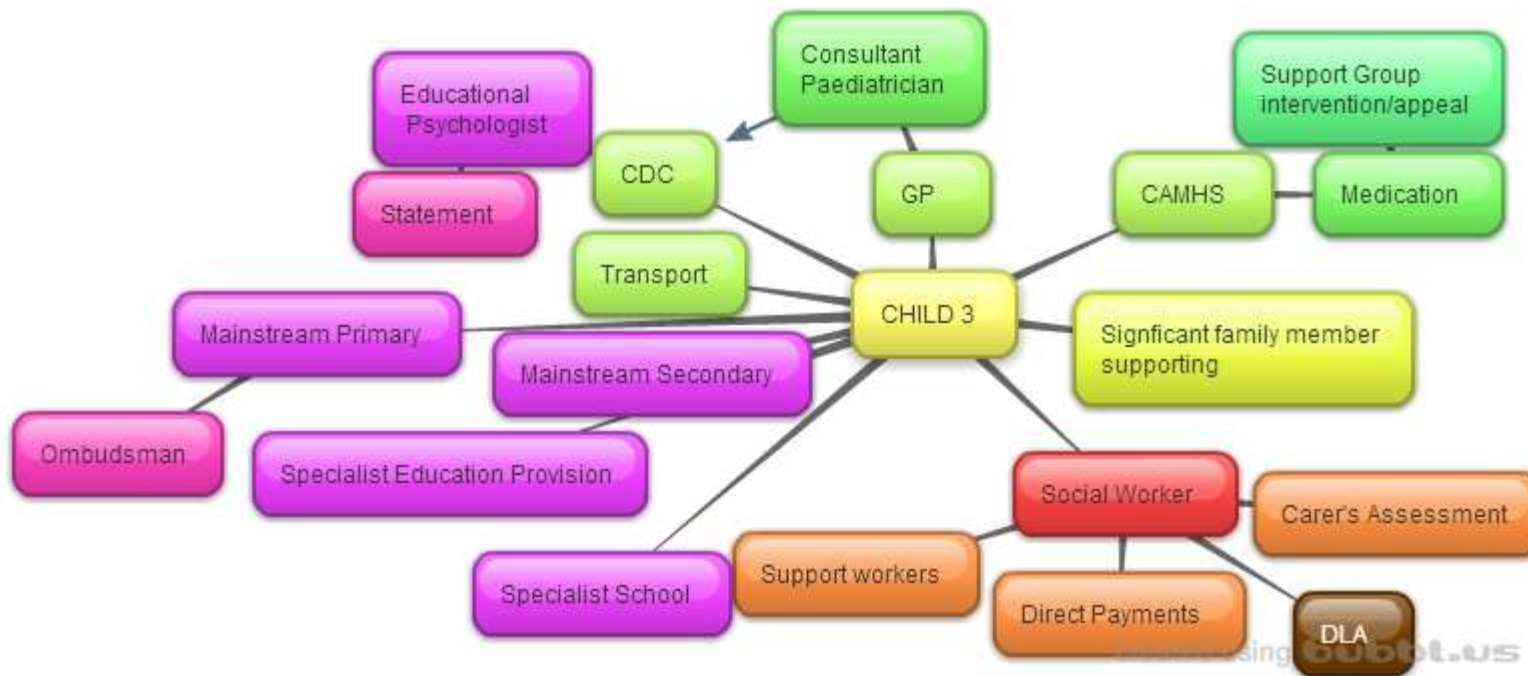 Consultant
Paediatrician
Support Group
intervention/appeal
Educational
Psychologist
CDC
GP
CAMHS
Medication
Statement
Transport
CHILD 3
Mainstream Primary
Signficant family member
supporting
Mainstream Secondary
Ombudsman
Specialist Education Provision
Social Worker
Carer's Assessment
Support workers
Specialist School
Direct Payments
DLA
using bubbl.us